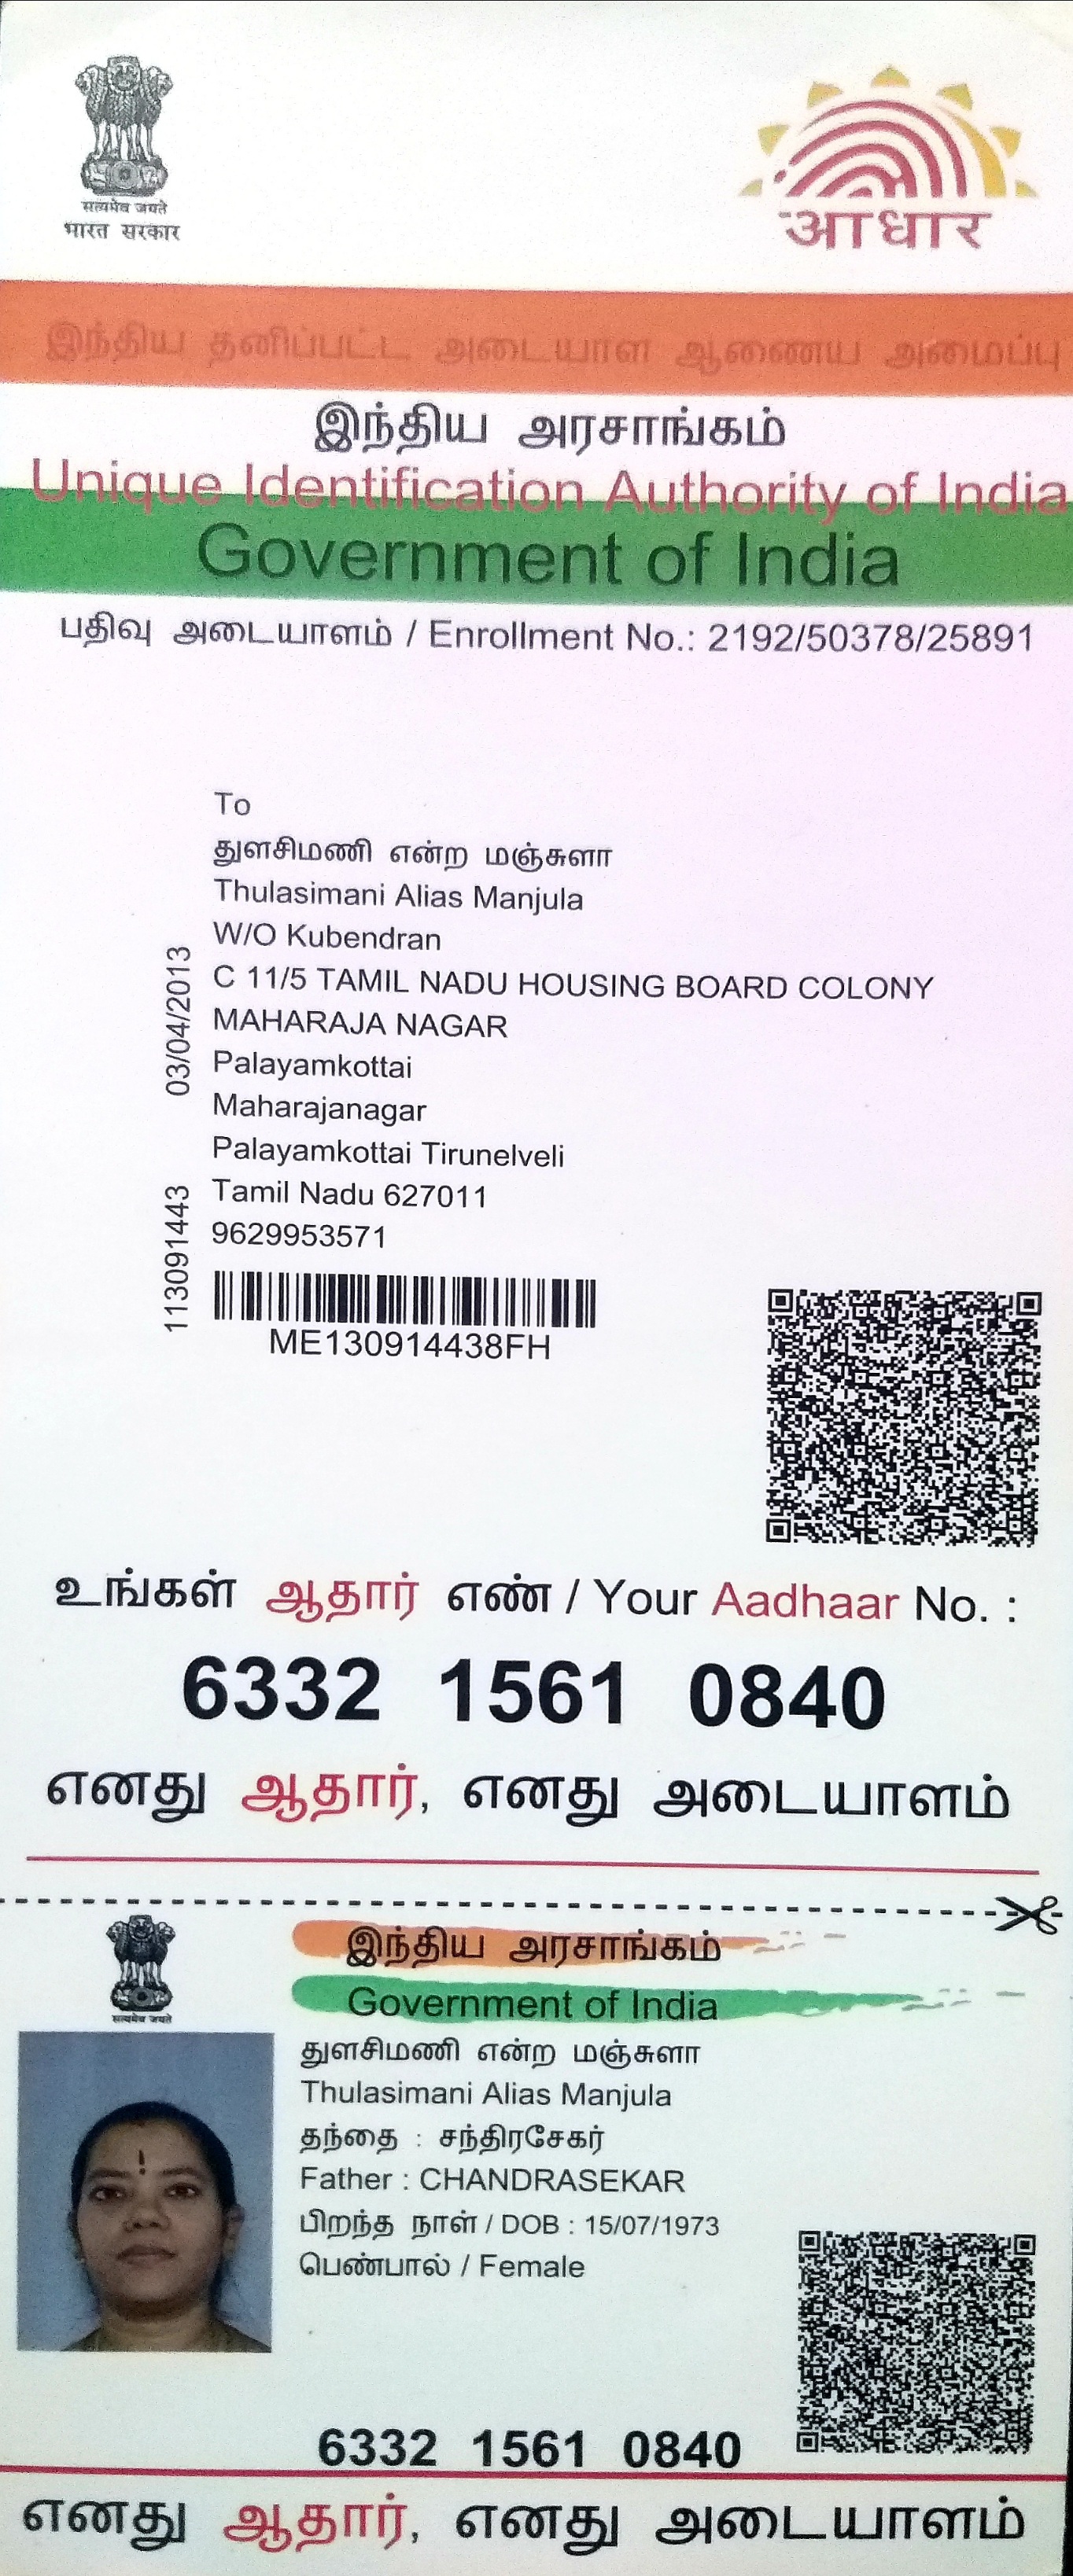 सत्यमेव जयते
भारत सरकार
आधार
இந்திய தனிப்பட்ட அடையாள ஆணைய அமைப்பு
இந்திய அரசாங்கம்
Unique Identification Authority of India
Government of India
பதிவு அடையாளம் / Enrollment No.: 2192/50378/25891
To
துளசிமணி என்ற மஞ்சுளா
Thulasimani Alias Manjula
W/O Kubendran
C 11/5 TAMIL NADU HOUSING BOARD COLONY
MAHARAJA NAGAR
Palayamkottai
Maharajanagar
Palayamkottai Tirunelveli
Tamil Nadu 627011
9629953571
03/04/2013
113091443
ME130914438FH
உங்கள் ஆதார் எண் / Your Aadhaar No. :
6332 1561 0840
எனது ஆதார், எனது அடையாளம்
सत्यमेव जयते
இந்திய அரசாங்கம்
Government of India
துளசிமணி என்ற மஞ்சுளா
Thulasimani Alias Manjula
தந்தை : சந்திரசேகர்
Father : CHANDRASEKAR
பிறந்த நாள் / DOB : 15/07/1973
பெண்பால் / Female
6332 1561 0840
எனது ஆதார், எனது அடையாளம்